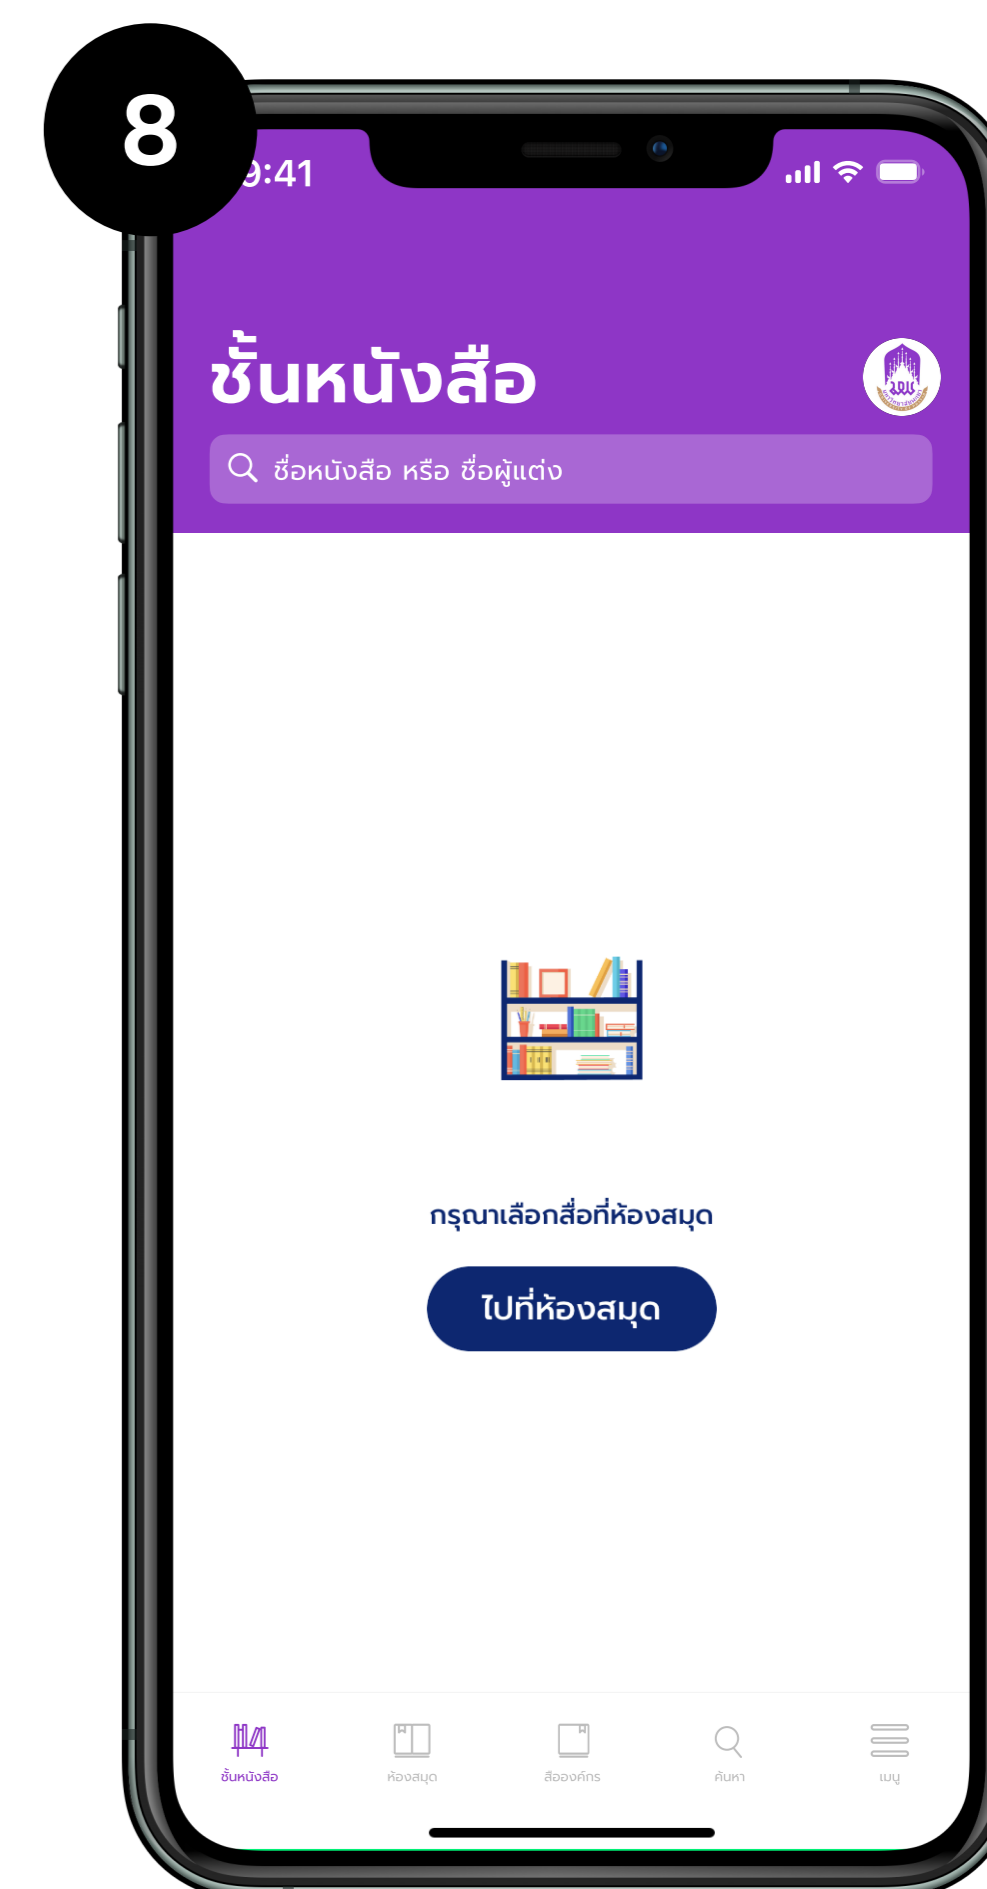 8
9:41
ชั้นหนังสือ
ชื่อหนังสือ หรือ ชื่อผู้แต่ง
กรุณาเลือกสื่อที่ห้องสมุด
ไปที่ห้องสมุด
ชั้นหนังสือ ห้องสมุด สื่อองค์กร ค้นหา เมนู